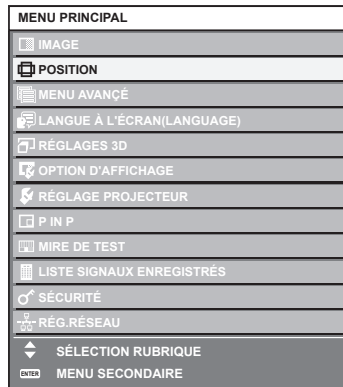 MENU PRINCIPAL
IMAGE
POSITION
MENU AVANÇÉ
LANGUE À L'ÉCRAN(LANGUAGE)
RÉGLAGES 3D
OPTION D'AFFICHAGE
RÉGLAGE PROJECTEUR
P IN P
MIRE DE TEST
LISTE SIGNAUX ENREGISTRÉS
SÉCURITÉ
RÉG.RÉSEAU
SÉLECTION RUBRIQUE
ENTER MENU SECONDAIRE